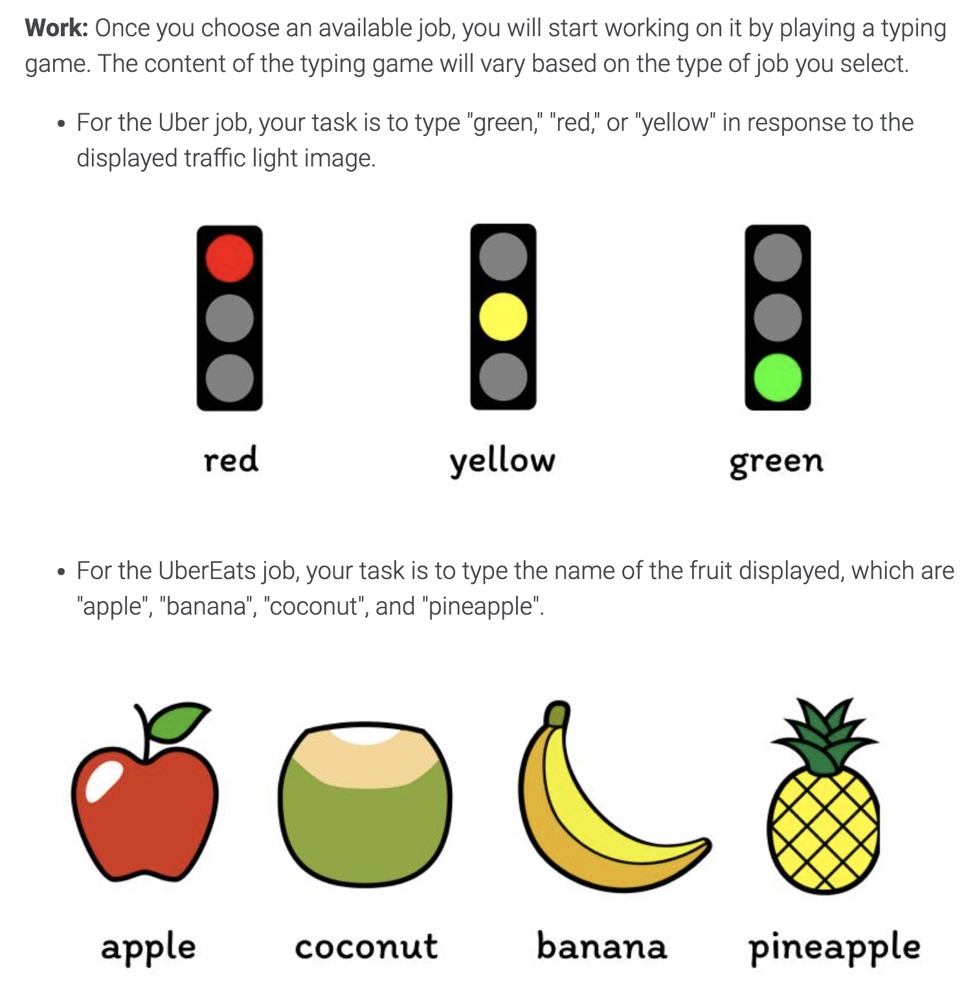 Work: Once you choose an available job, you will start working on it by playing a typing
game. The content of the typing game will vary based on the type of job you select.
• For the Uber job, your task is to type "green," "red," or "yellow" in response to the
displayed traffic light image.
red yellow green
• For the UberEats job, your task is to type the name of the fruit displayed, which are
"apple", "banana", "coconut", and "pineapple".
apple coconut banana pineapple